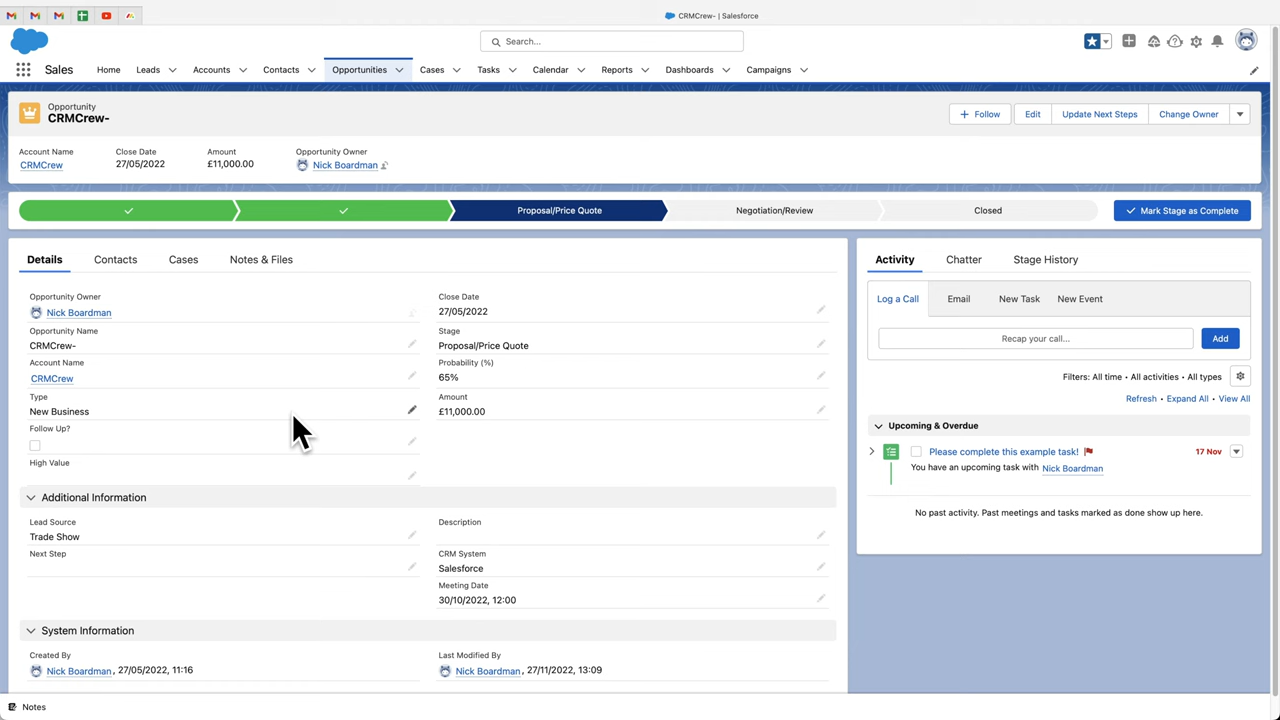 CRMCrew- | Salesforce
Search...
Sales
Home
Leads
Accounts
Contacts
Opportunities
Cases
Tasks
Calendar
Reports
Dashboards
Campaigns
Opportunity
CRMCrew-
Follow
Edit
Update Next Steps
Change Owner
Account Name
Close Date
Amount
Opportunity Owner
CRMCrew
27/05/2022
£11,000.00
Nick Boardman
Proposal/Price Quote
Negotiation/Review
Closed
Mark Stage as Complete
Details
Contacts
Cases
Notes & Files
Opportunity Owner
Nick Boardman
Close Date
27/05/2022
Opportunity Name
CRMCrew-
Stage
Proposal/Price Quote
Account Name
CRMCrew
Probability (%)
65%
Type
New Business
Amount
£11,000.00
Follow Up?
High Value
Additional Information
Lead Source
Trade Show
Description
Next Step
CRM System
Salesforce
Meeting Date
30/10/2022, 12:00
System Information
Created By
Nick Boardman, 27/05/2022, 11:16
Last Modified By
Nick Boardman, 27/11/2022, 13:09
Activity
Chatter
Stage History
Log a Call
Email
New Task
New Event
Recap your call...
Add
Filters: All time • All activities • All types
Refresh • Expand All • View All
Upcoming & Overdue
Please complete this example task!
17 Nov
You have an upcoming task with Nick Boardman
No past activity. Past meetings and tasks marked as done show up here.
Notes